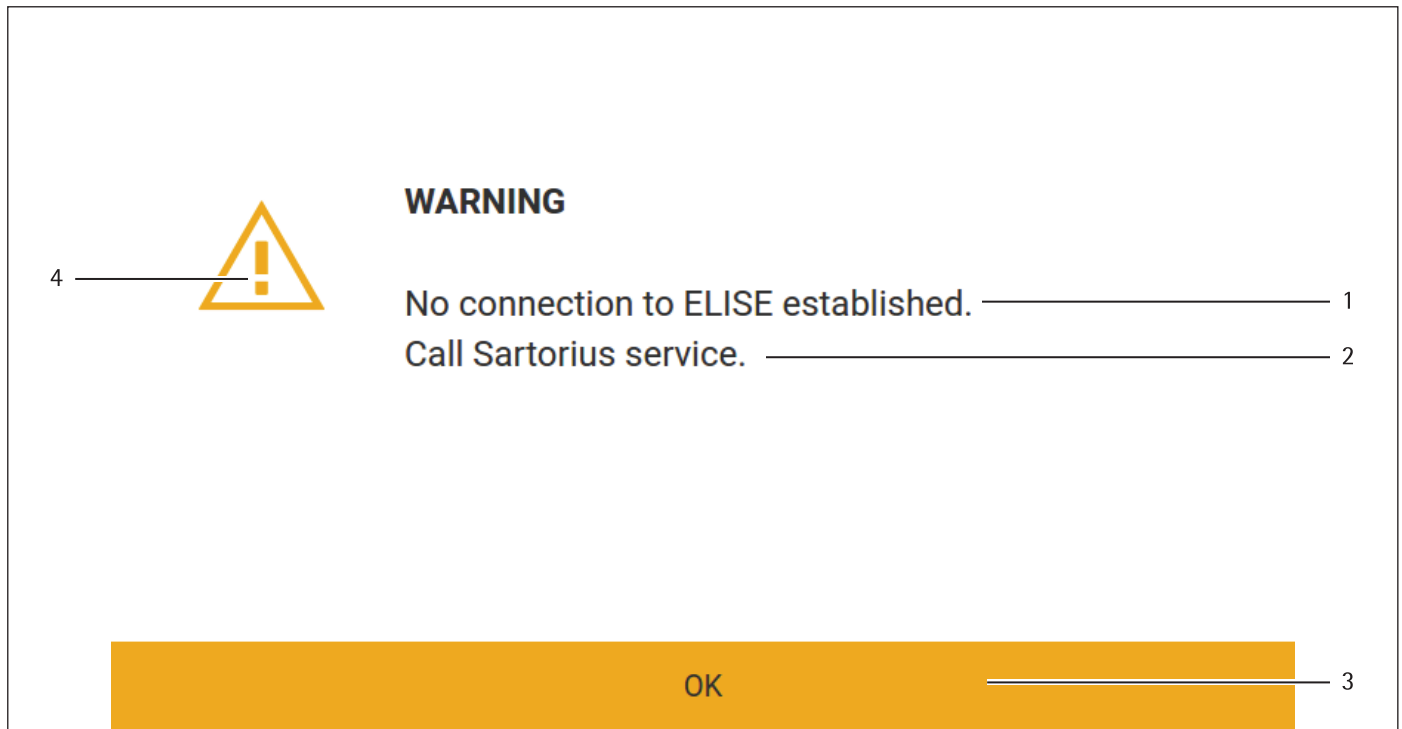 WARNING
4
No connection to ELISE established.
1
Call Sartorius service.
2
OK
3